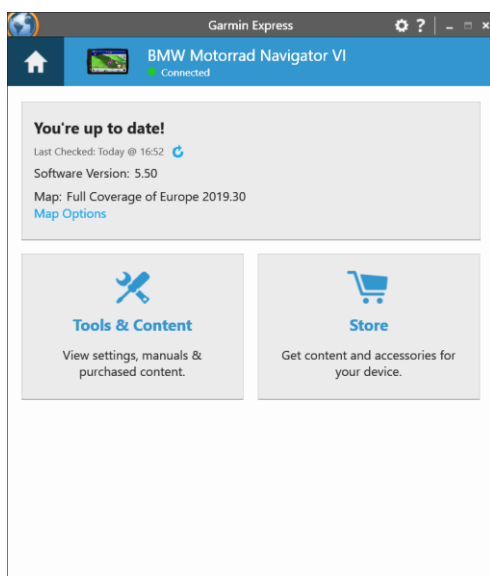 Garmin Express
BMW Motorrad Navigator VI
Connected
You're up to date!
Last Checked: Today @ 16:52
Software Version: 5.50
Map: Full Coverage of Europe 2019.30
Map Options
Tools & Content
View settings, manuals &
purchased content.
Store
Get content and accessories for
your device.